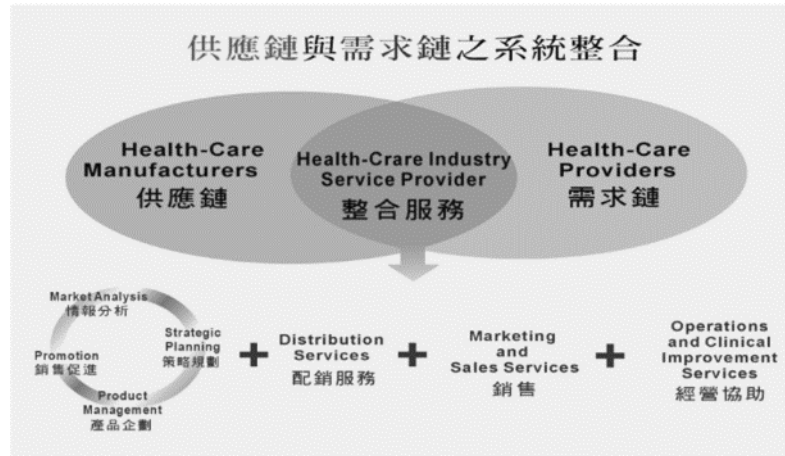 供應鏈與需求鏈之系統整合
Health-Care
Manufacturers
供應鏈
Health-Crare Industry
Service Provider
整合服務
Health-Care
Providers
需求鏈
Market Analysis
情報分析
Strategic
Planning
策略規劃
Product
Management
產品企劃
Promotion
銷售促進
Distribution
Services
配銷服務
Marketing
and
Sales Services
銷售
Operations
and Clinical
Improvement
Services
經營協助